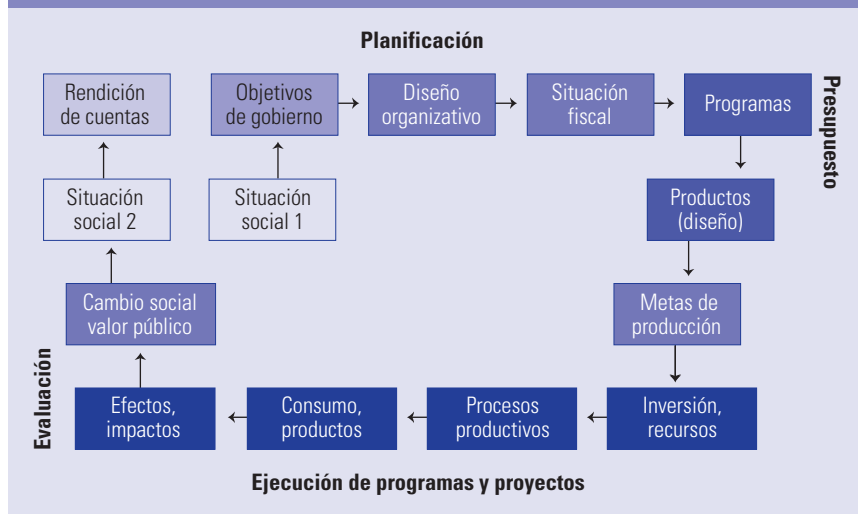 Planificación
Rendición
de cuentas
Objetivos
de gobierno
Diseño
organizativo
Situación
fiscal
Programas
Presupuesto
Situación
social 2
Situación
social 1
Productos
(diseño)
Cambio social
valor público
Metas de
producción
Evaluación
Efectos,
impactos
Consumo,
productos
Procesos
productivos
Inversión,
recursos
Ejecución de programas y proyectos